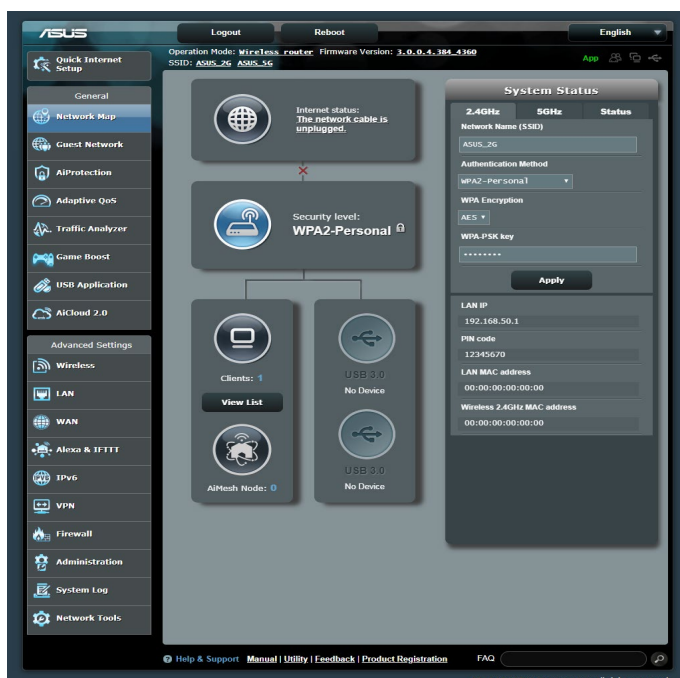 ASUS
Logout
Reboot
English
Quick Internet
Setup
Operation Mode: Wireless router Firmware Version: 3.0.0.4.384_4360
SSID: ASUS_2G ASUS_5G
App
General
Network Map
Guest Network
AiProtection
Adaptive QoS
Traffic Analyzer
Game Boost
USB Application
AiCloud 2.0
Advanced Settings
Wireless
LAN
WAN
Alexa & IFTTT
IPv6
VPN
Firewall
Administration
System Log
Network Tools
Internet status:
The network cable is
unplugged.
Security level:
WPA2-Personal
Clients: 1
View List
AiMesh Node: 0
USB 3.0
No Device
USB 3.0
No Device
System Status
2.4GHz 5GHz Status
Network Name (SSID)
ASUS_2G
Authentication Method
WPA2-Personal
WPA Encryption
AES
WPA-PSK key
········
Apply
LAN IP
192.168.50.1
PIN code
12345670
LAN MAC address
00:00:00:00:00:00
Wireless 2.4GHz MAC address
00:00:00:00:00:00
Help & Support Manual | Utility | Feedback | Product Registration FAQ